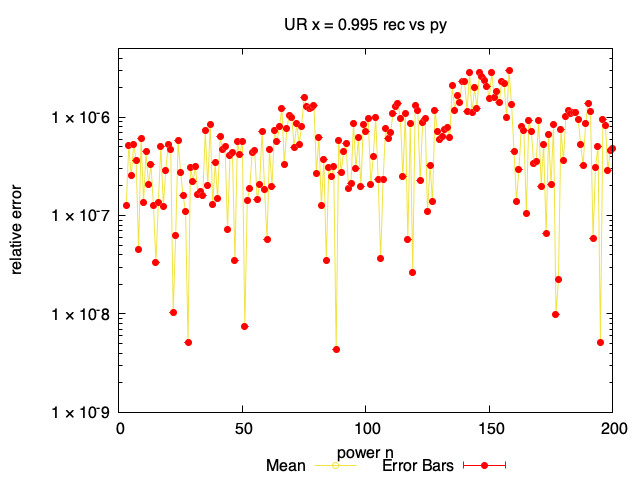 UR x = 0.995 rec vs py
1 × 10^-6
1 × 10^-7
1 × 10^-8
1 × 10^-9
relative error
0 50 100 150 200
power n
Mean Error Bars